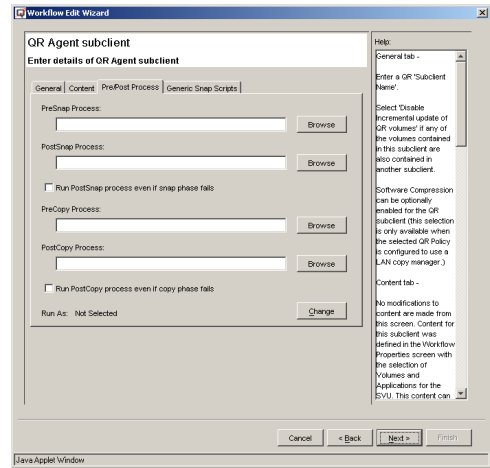 Workflow Edit Wizard
QR Agent subclient
Enter details of QR Agent subclient
General
Content
Pre/Post Process
Generic Snap Scripts
PreSnap Process:
Browse
PostSnap Process:
Browse
Run PostSnap process even if snap phase fails
PreCopy Process:
Browse
PostCopy Process:
Browse
Run PostCopy process even if copy phase fails
Run As: Not Selected
Change
Help:
General tab -
Enter a QR 'Subclient
Name'.
Select 'Disable
Incremental update of
QR volumes' if any of
the volumes contained
in this subclient are
also contained in
another subclient.
Software Compression
can be optionally
enabled for the QR
subclient (this selection
is only available when
the selected QR Policy
is configured to use a
LAN copy manager.)
Content tab -
No modifications to
content are made from
this screen. Content for
this subclient was
defined in the Workflow
Properties screen with
the selection of
Volumes and
Applications for the
SVU. This content can
Cancel
< Back
Next >
Finish
Java Applet Window